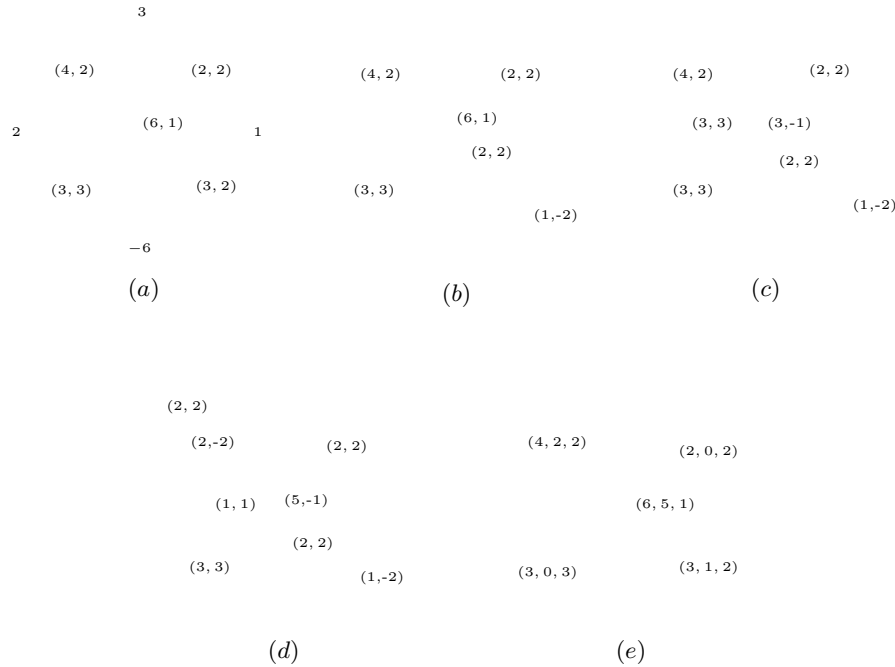 3
(4, 2) (2, 2) (4, 2) (2, 2) (4, 2) (2, 2)
2 (6, 1) 1 (6, 1) (3, 3) (3,-1)
(2, 2) (2, 2)
(3, 3) (3, 2) (3, 3) (1,-2) (3, 3) (1,-2)
−6
(a) (b) (c)
(2, 2)
(2,-2) (2, 2) (4, 2, 2) (2, 0, 2)
(1, 1) (5,-1) (6, 5, 1)
(2, 2)
(3, 3) (1,-2) (3, 0, 3) (3, 1, 2)
(d) (e)